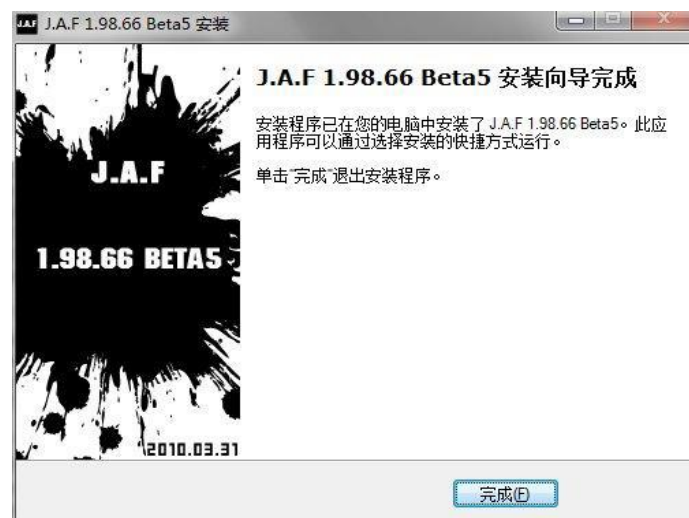 JAF J.A.F 1.98.66 Beta5 安装
J.A.F 1.98.66 Beta5 安装向导完成
安装程序已在您的电脑中安装了 J.A.F 1.98.66 Beta5。此应
用程序可以通过选择安装的快捷方式运行。
单击“完成”退出安装程序。
J.A.F
1.98.66 BETA5
2010.03.31
完成(F)